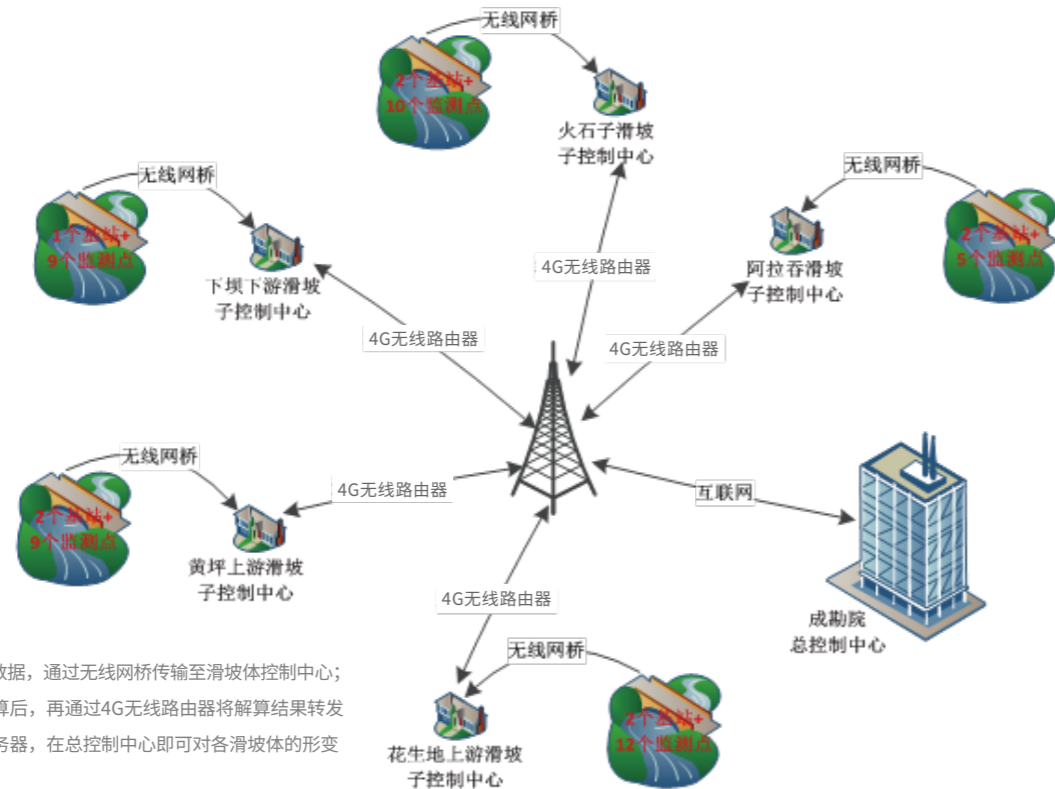 无线网桥
2个基站+
10个监测点
火石子滑坡
子控制中心
无线网桥
1个基站+
9个监测点
下坝下游滑坡
子控制中心
无线网桥
2个基站+
5个监测点
阿拉吞滑坡
子控制中心
4G无线路由器
4G无线路由器
4G无线路由器
无线网桥
2个基站+
9个监测点
黄坪上游滑坡
子控制中心
4G无线路由器
互联网
成勘院
总控制中心
4G无线路由器
无线网桥
2个基站+
12个监测点
花生地上游滑坡
子控制中心
数据，通过无线网桥传输至滑坡体控制中心；
算后，再通过4G无线路由器将解算结果转发
务器，在总控制中心即可对各滑坡体的形变